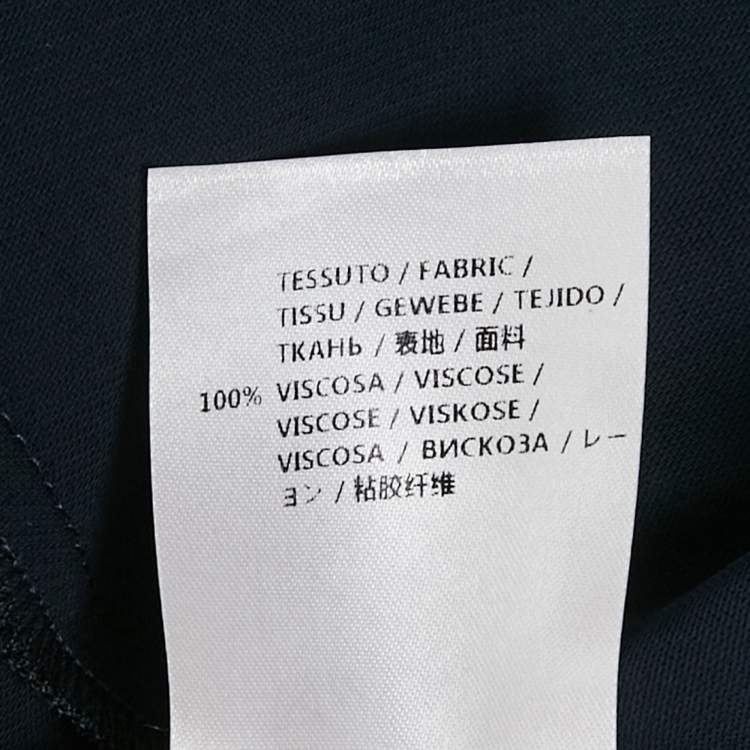 TESSUTO / FABRIC /
TISSU / GEWEBE / TEJIDO /
ТКАНЬ / 表地 / 面料
100% VISCOSA / VISCOSE /
VISCOSE / VISKOSE /
VISCOSA / ВИСКОЗА / レー
ヨン / 粘胶纤维